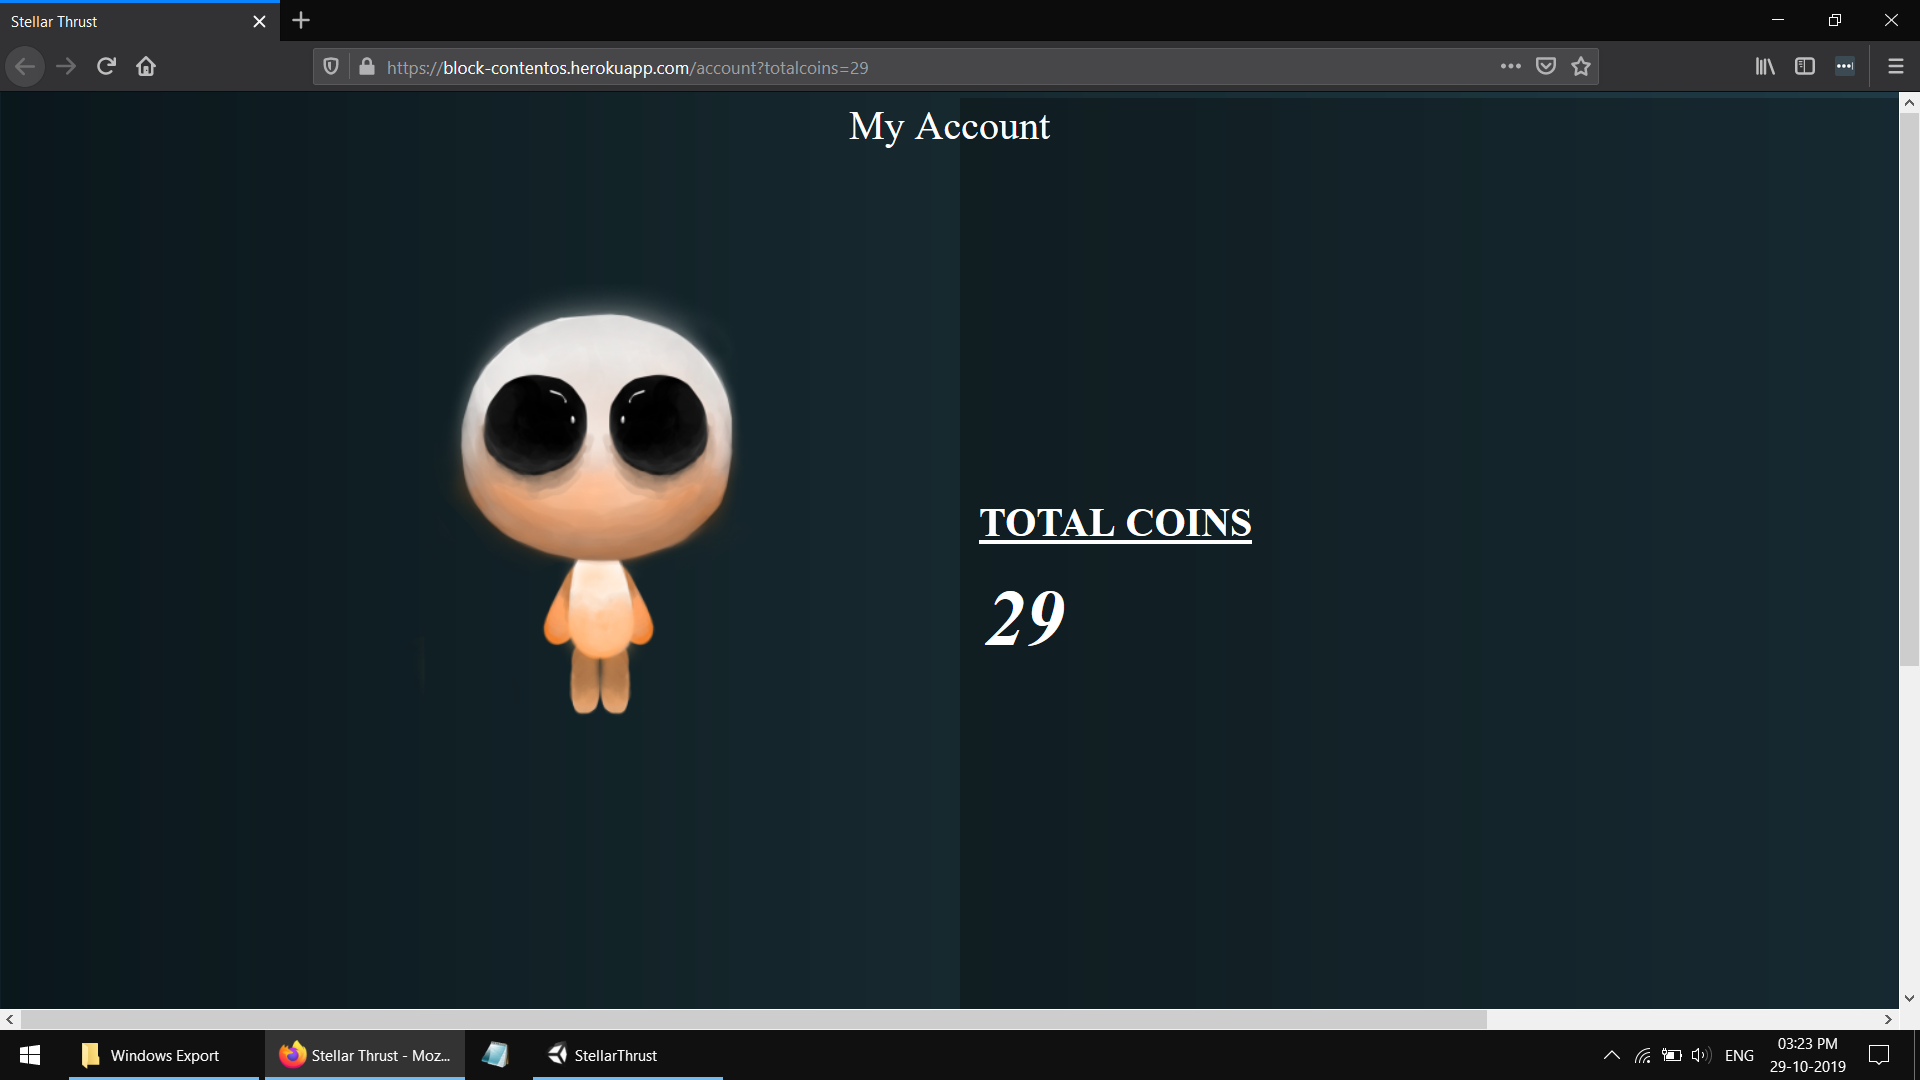 Stellar Thrust
https://block-contentos.herokuapp.com/account?totalcoins=29
My Account
TOTAL COINS
29
Windows Export
Stellar Thrust - Moz...
StellarThrust
ENG
03:23 PM
29-10-2019